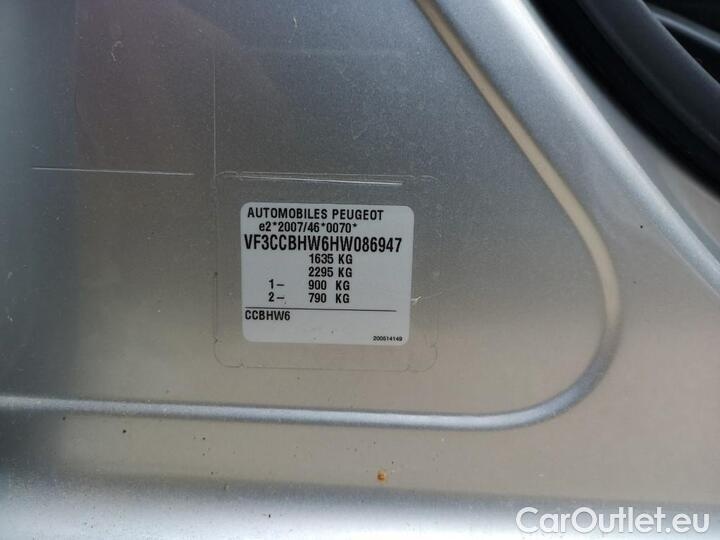 AUTOMOBILES PEUGEOT
e2*2007/46*0070*
VF3CCBHW6HW086947
1635 KG
2295 KG
1- 900 KG
2- 790 KG
CCBHW6
200514149
CarOutlet.eu